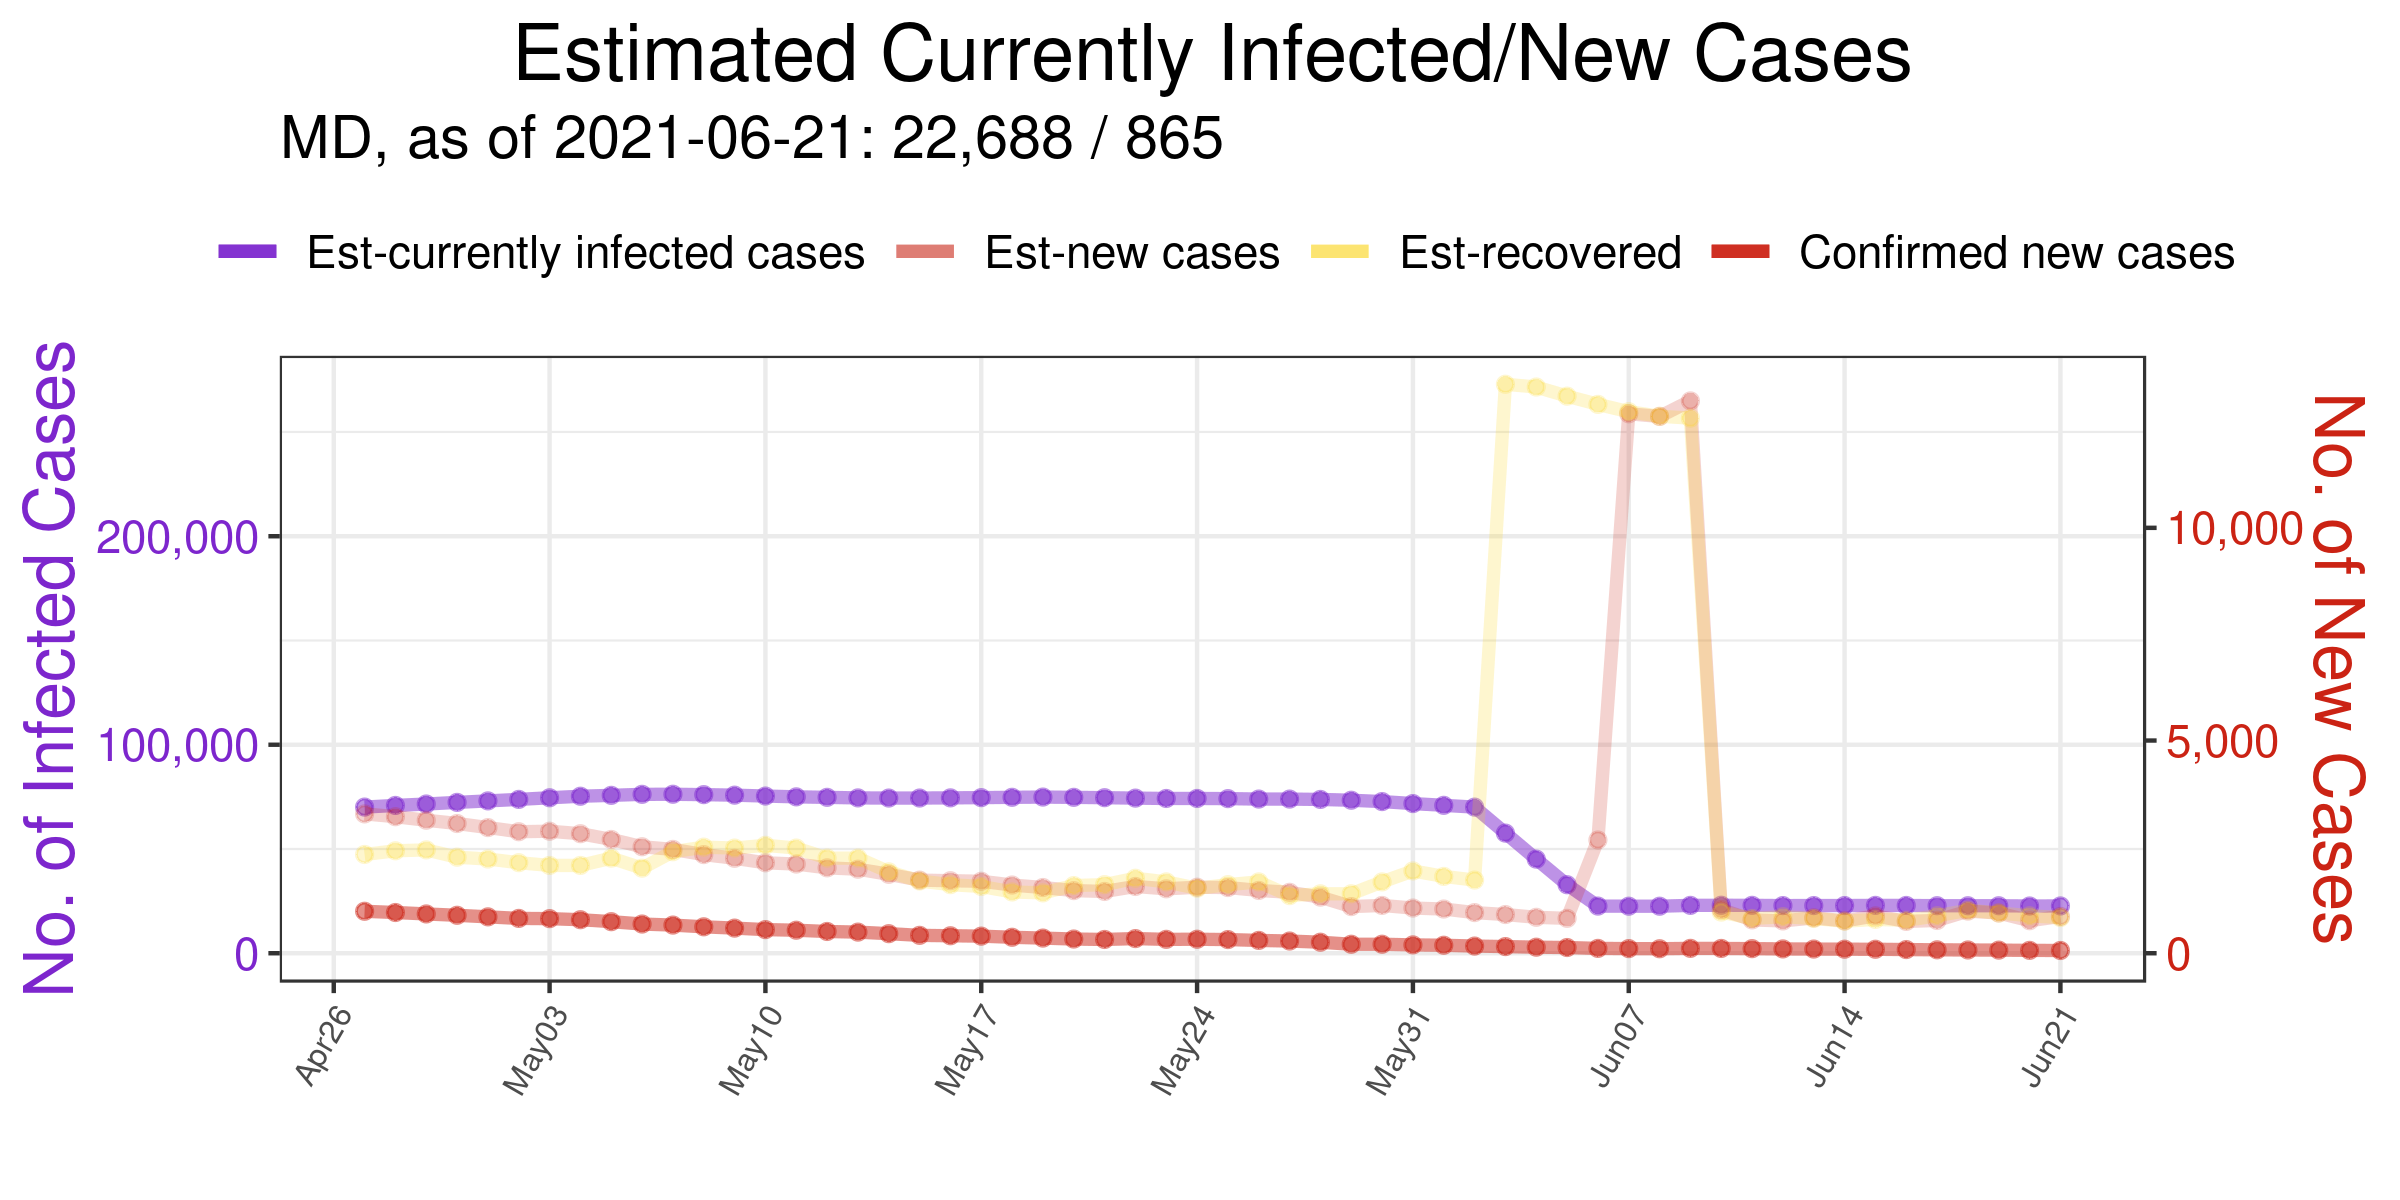 Estimated Currently Infected/New Cases
MD, as of 2021-06-21: 22,688 / 865
Est-currently infected cases Est-new cases Est-recovered Confirmed new cases
No. of Infected Cases
200,000
100,000
0
10,000
5,000
0
No. of New Cases
Apr26 May03 May10 May17 May24 May31 Jun07 Jun14 Jun21